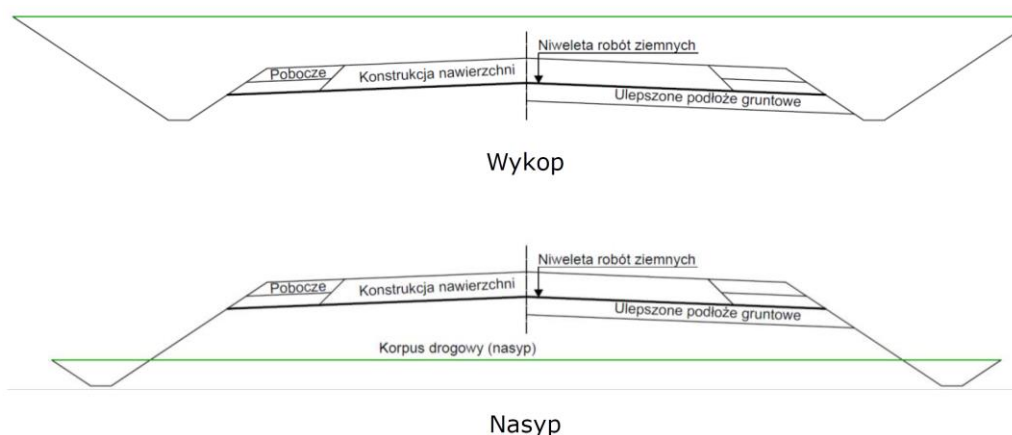 Niweleta robót ziemnych
Pobocze
Konstrukcja nawierzchni
Ulepszone podłoże gruntowe
Wykop
Niweleta robót ziemnych
Pobocze
Konstrukcja nawierzchni
Ulepszone podłoże gruntowe
Korpus drogowy (nasyp)
Nasyp